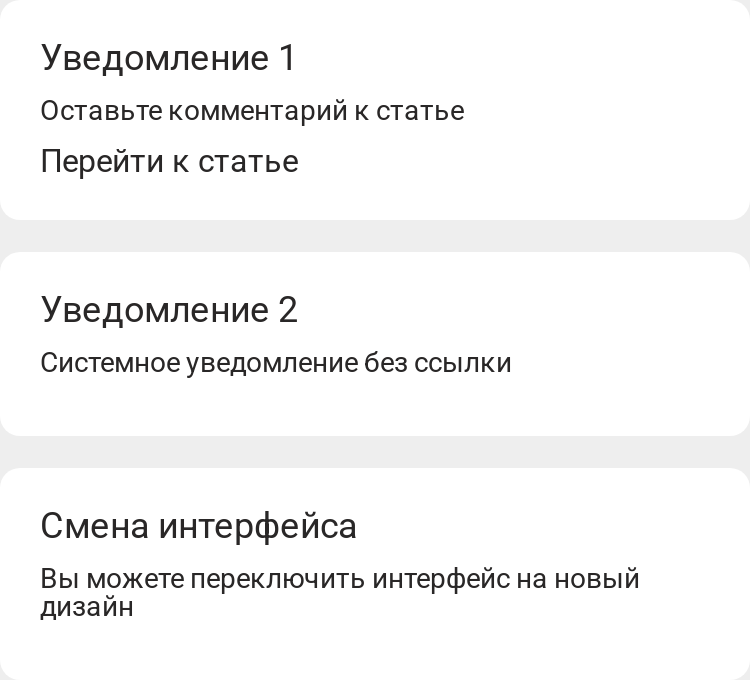 Уведомление 1
Оставьте комментарий к статье
Перейти к статье
Уведомление 2
Системное уведомление без ссылки
Смена интерфейса
Вы можете переключить интерфейс на новый
дизайн